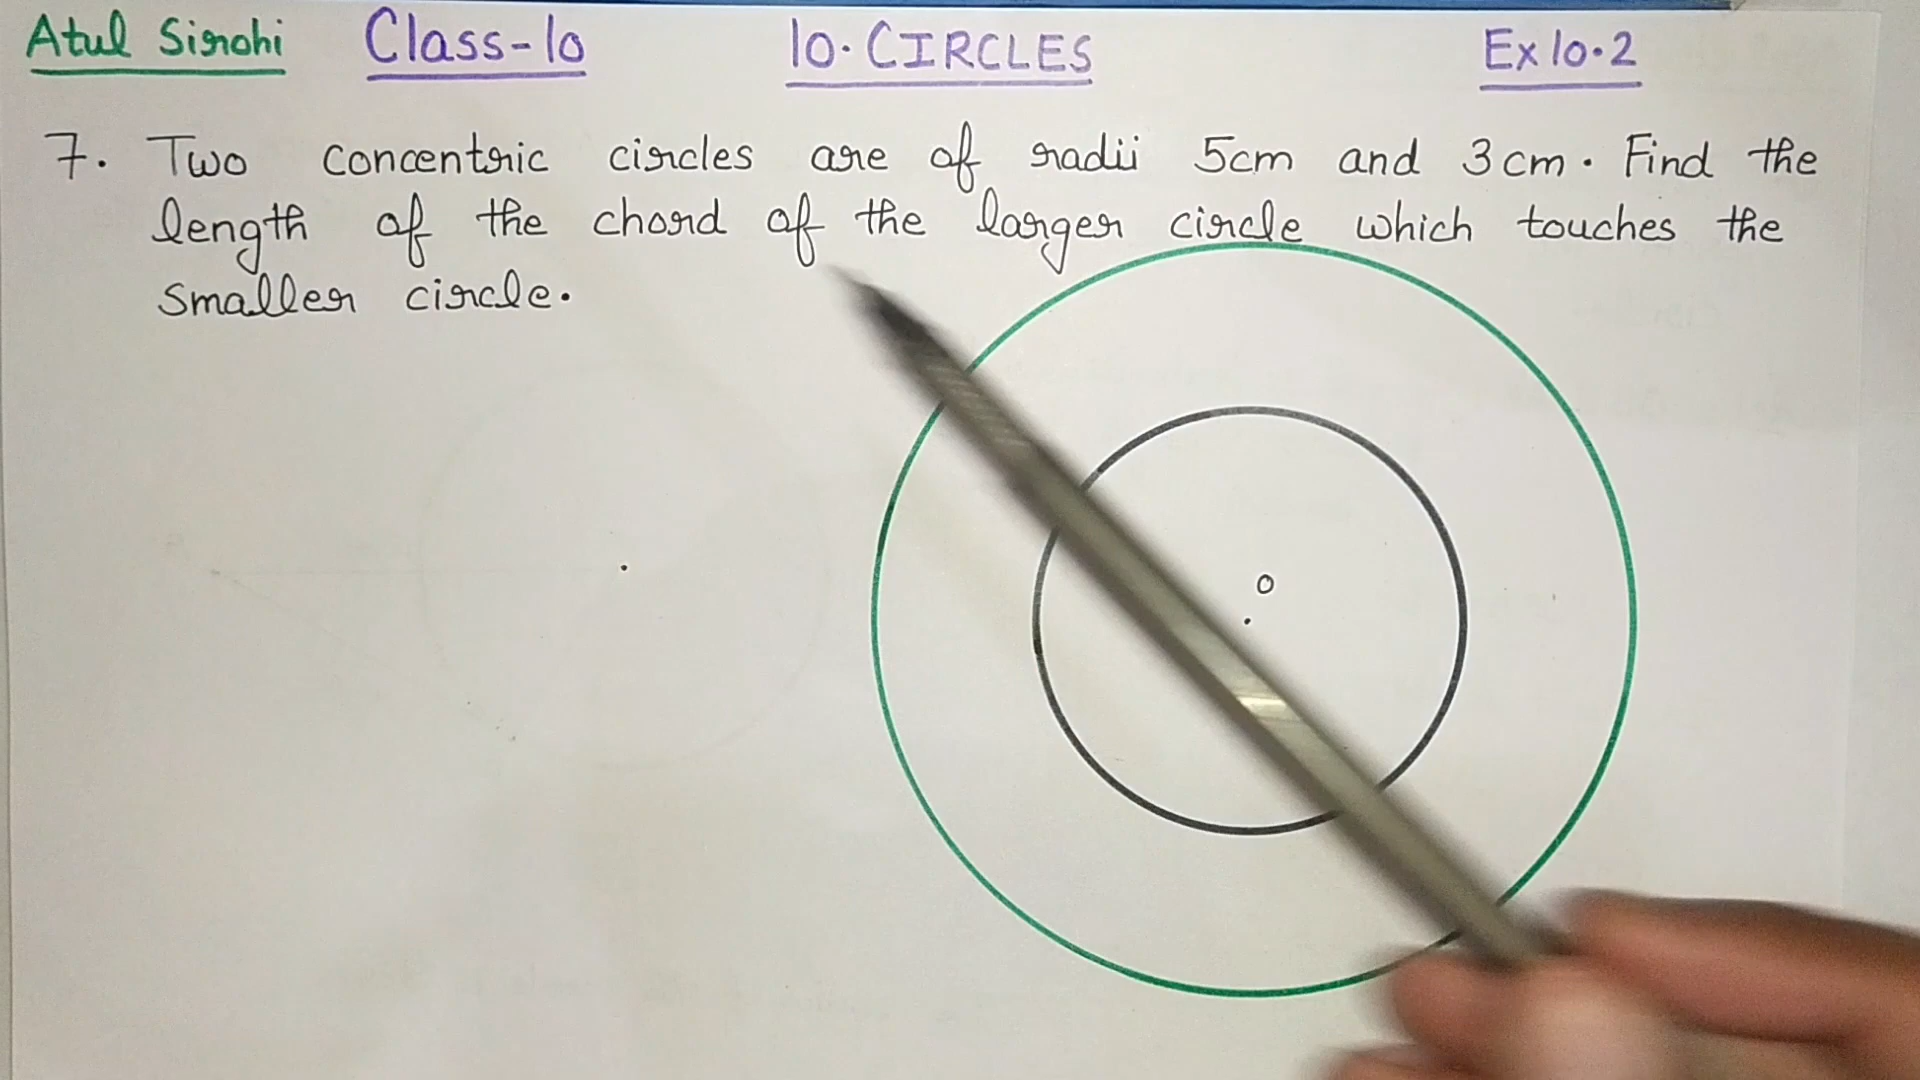 Atul Sirohi Class-10 10. CIRCLES Ex 10.2
7. Two concentric circles are of radii 5cm and 3cm. Find the
length of the chord of the larger circle which touches the
smaller circle.
O